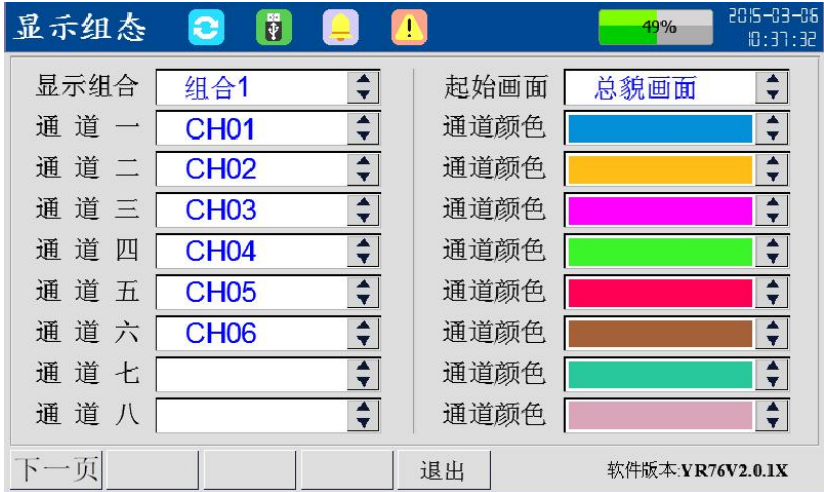 显示组态 49% 2015-03-06
10:37:32
显示组合 组合1 起始画面 总貌画面
通道一 CH01 通道颜色
通道二 CH02 通道颜色
通道三 CH03 通道颜色
通道四 CH04 通道颜色
通道五 CH05 通道颜色
通道六 CH06 通道颜色
通道七 通道颜色
通道八 通道颜色
下一页 退出 软件版本:YR76V2.0.1X